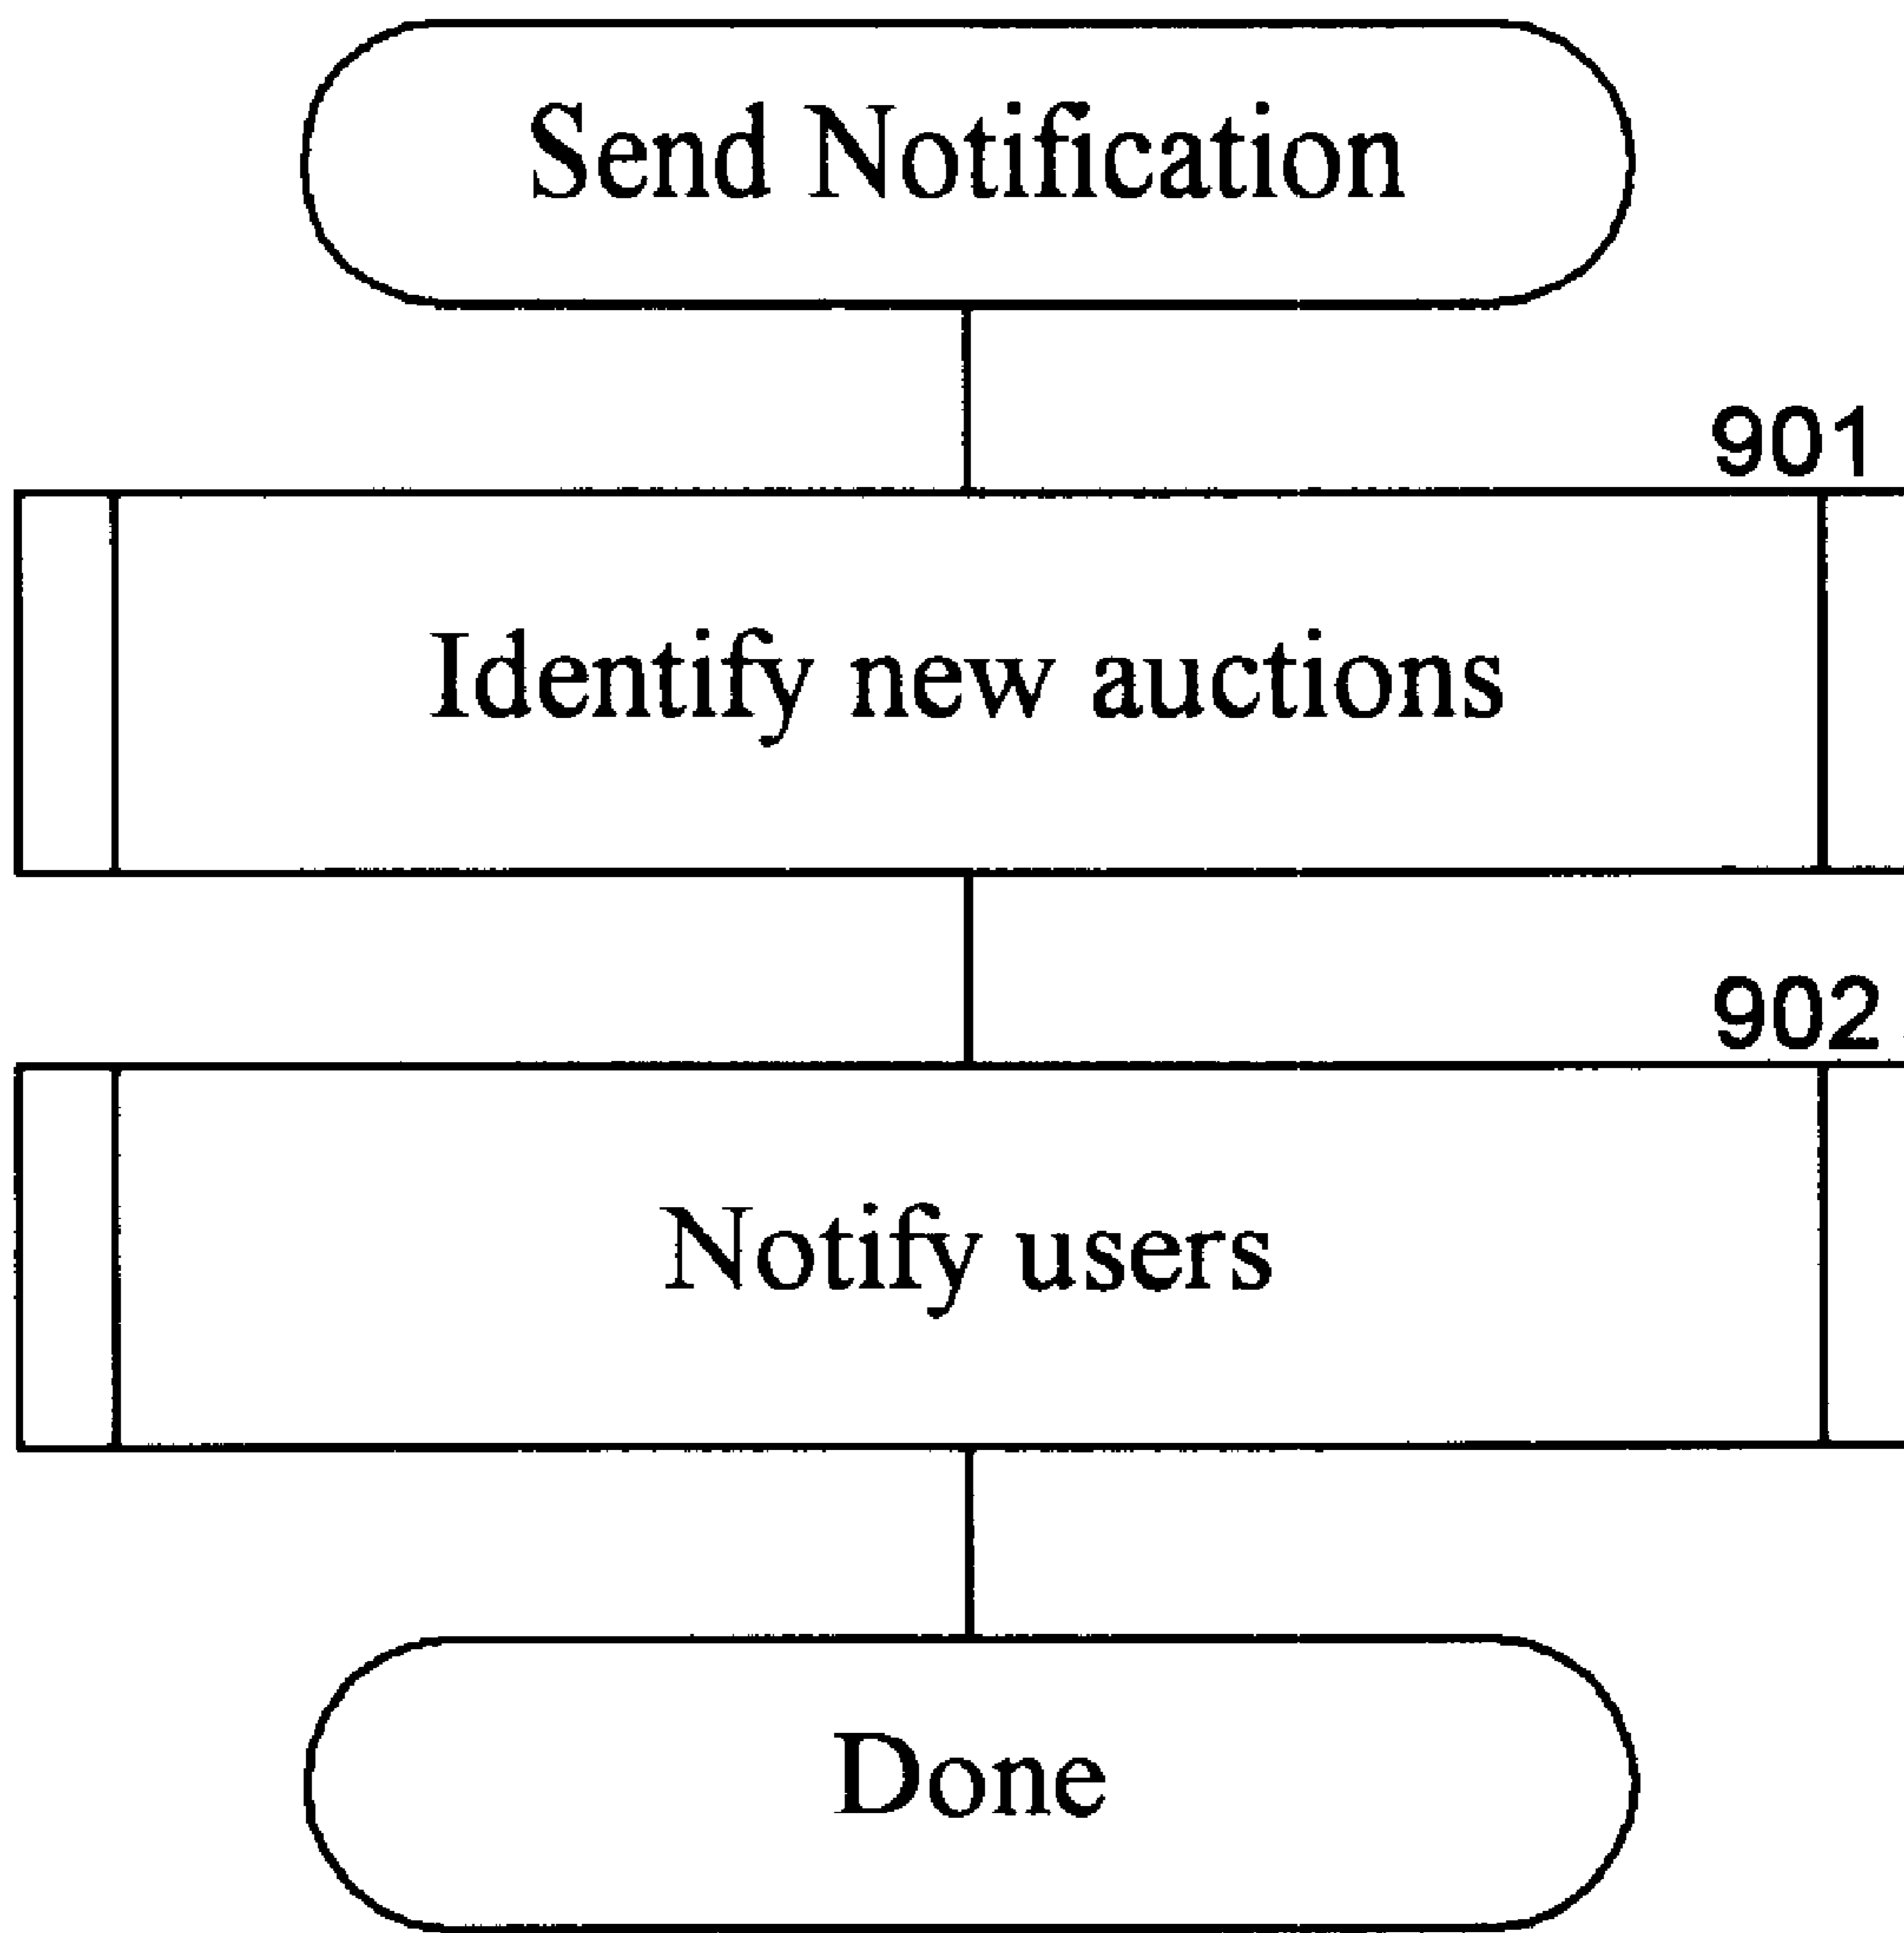 Send Notification
901
Identify new auctions
902
Notify users
Done